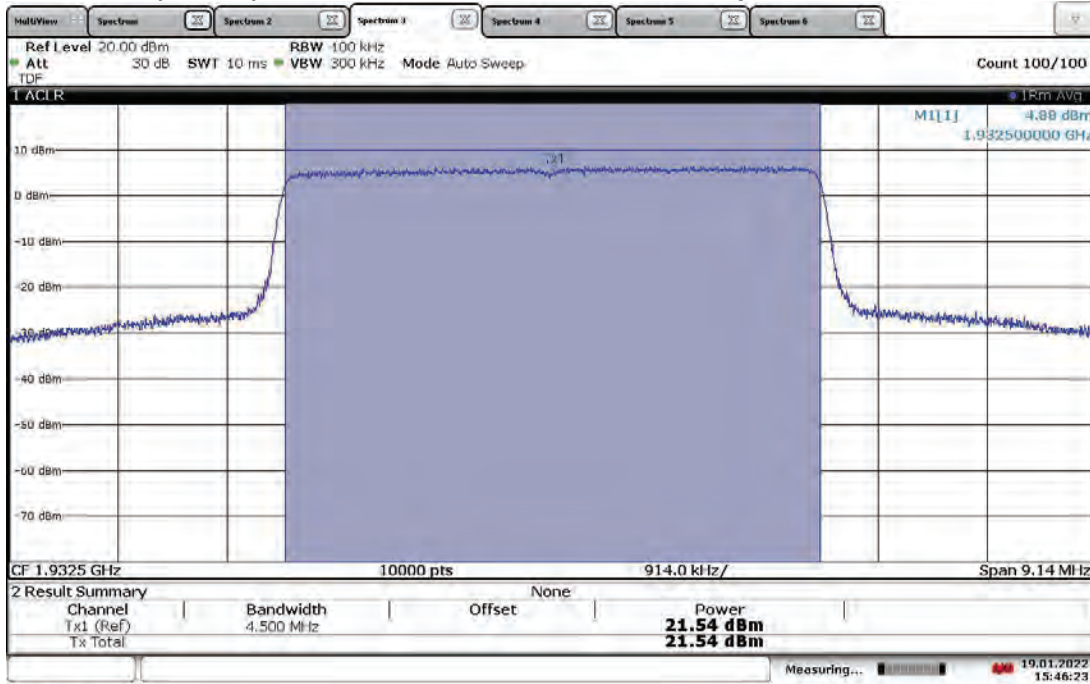 MultiView Spectrum Spectrum 2 Spectrum 3 Spectrum 4 Spectrum 5 Spectrum 6
Ref Level 20.00 dBm RBW 100 kHz
Att 30 dB SWT 10 ms VBW 300 kHz Mode Auto Sweep Count 100/100
TDF
1 ACLR 1Rm Avg
M1[1] 4.88 dBm
1.932500000 GHz
10 dBm
Tx1
0 dBm
-10 dBm
-20 dBm
-30 dBm
-40 dBm
-50 dBm
-60 dBm
-70 dBm
CF 1.9325 GHz 10000 pts 914.0 kHz/ Span 9.14 MHz
2 Result Summary None
Channel Bandwidth Offset Power
Tx1 (Ref) 4.500 MHz 21.54 dBm
Tx Total 21.54 dBm
Measuring... 19.01.2022
15:46:23